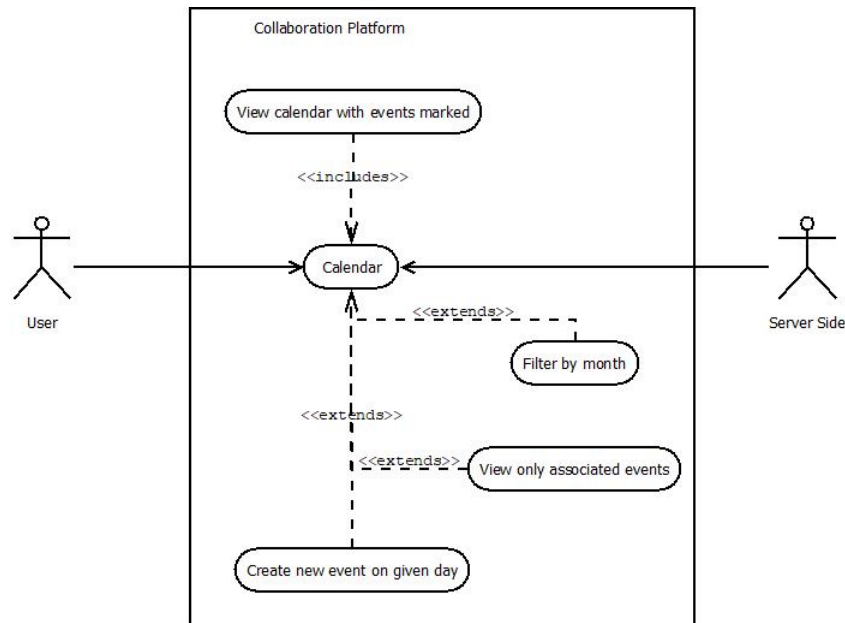 Collaboration Platform
View calendar with events marked
<<includes>>
Calendar
User
Server Side
<<extends>>
Filter by month
<<extends>>
<<extends>>
View only associated events
Create new event on given day